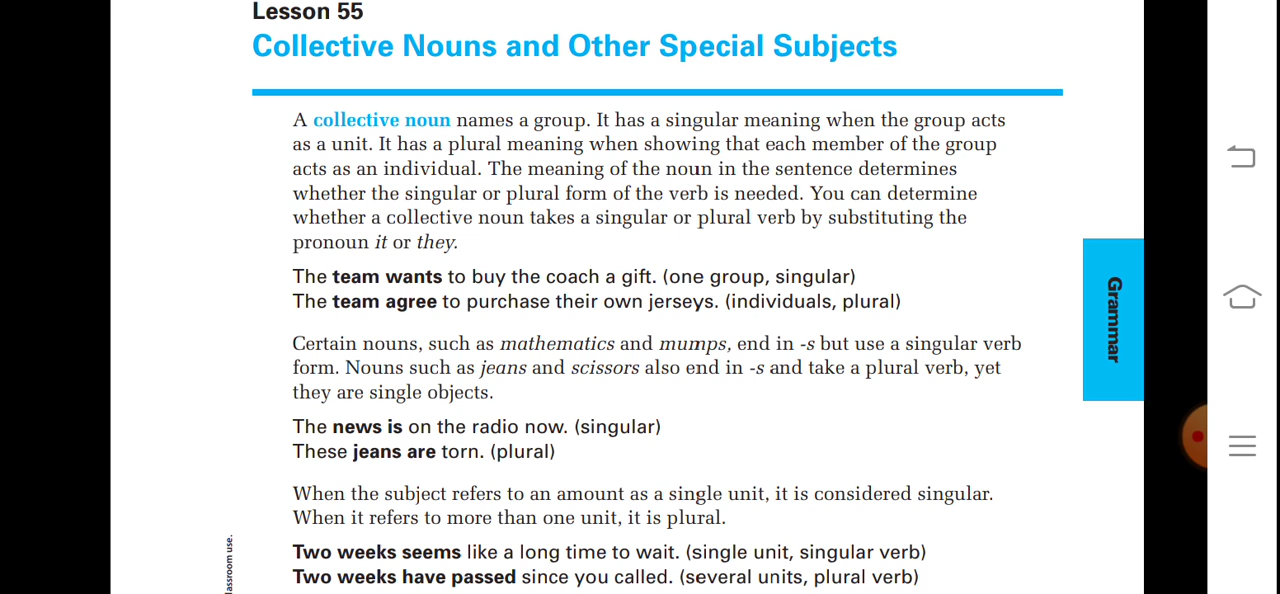 Lesson 55
Collective Nouns and Other Special Subjects
A collective noun names a group. It has a singular meaning when the group acts
as a unit. It has a plural meaning when showing that each member of the group
acts as an individual. The meaning of the noun in the sentence determines
whether the singular or plural form of the verb is needed. You can determine
whether a collective noun takes a singular or plural verb by substituting the
pronoun it or they.
The team wants to buy the coach a gift. (one group, singular)
The team agree to purchase their own jerseys. (individuals, plural)
Certain nouns, such as mathematics and mumps, end in -s but use a singular verb
form. Nouns such as jeans and scissors also end in -s and take a plural verb, yet
they are single objects.
The news is on the radio now. (singular)
These jeans are torn. (plural)
When the subject refers to an amount as a single unit, it is considered singular.
When it refers to more than one unit, it is plural.
Two weeks seems like a long time to wait. (single unit, singular verb)
Two weeks have passed since you called. (several units, plural verb)
Grammar
lassroom use.